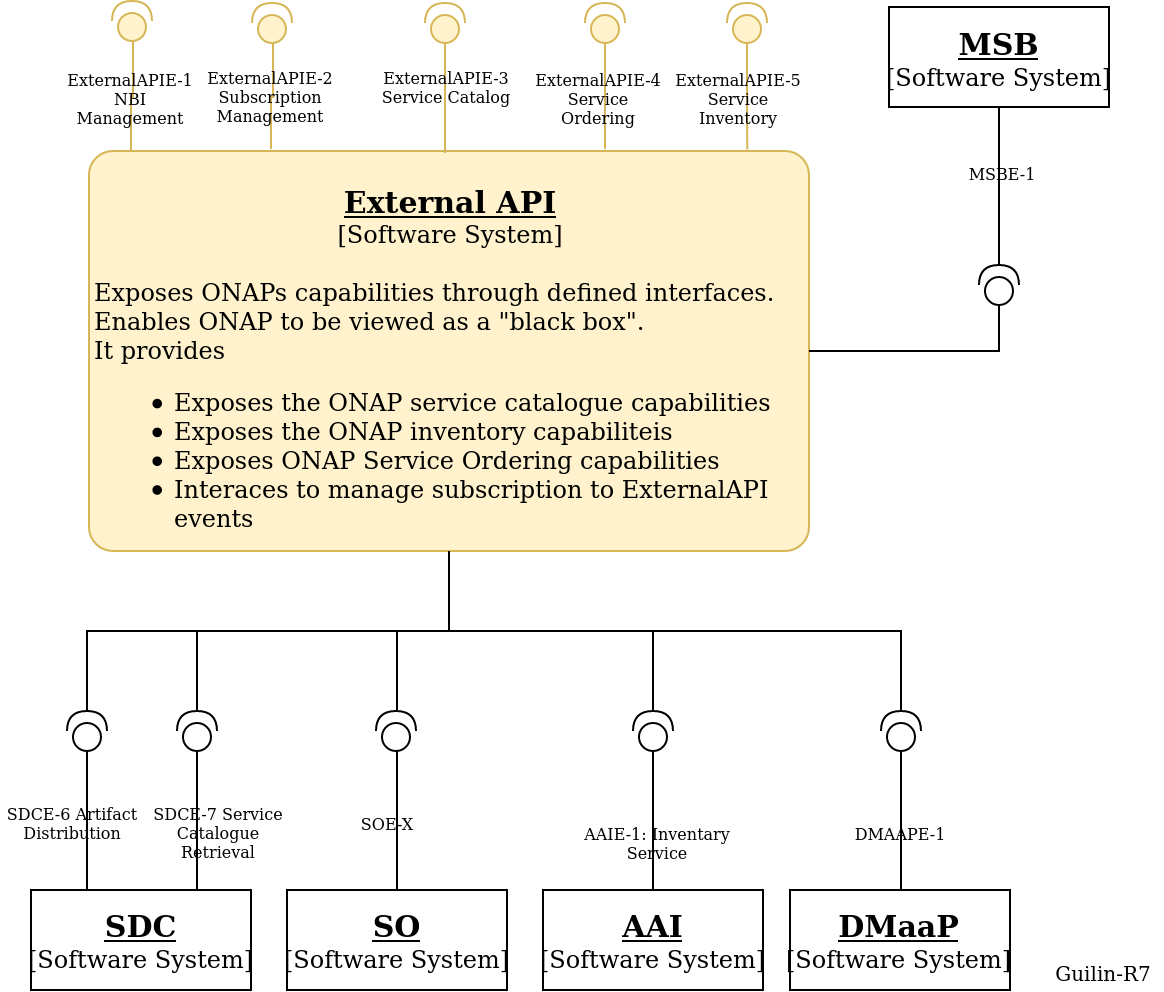 ExternalAPIE-1
NBI
Management
ExternalAPIE-2
Subscription
Management
ExternalAPIE-3
Service Catalog
ExternalAPIE-4
Service
Ordering
ExternalAPIE-5
Service
Inventory
MSB
[Software System]
MSBE-1
External API
[Software System]
Exposes ONAPs capabilities through defined interfaces.
Enables ONAP to be viewed as a "black box".
It provides
• Exposes the ONAP service catalogue capabilities
• Exposes the ONAP inventory capabiliteis
• Exposes ONAP Service Ordering capabilities
• Interaces to manage subscription to ExternalAPI
events
SDCE-6 Artifact
Distribution
SDCE-7 Service
Catalogue
Retrieval
SOE-X
AAIE-1: Inventary
Service
DMAAPE-1
SDC
[Software System]
SO
[Software System]
AAI
[Software System]
DMaaP
[Software System]
Guilin-R7